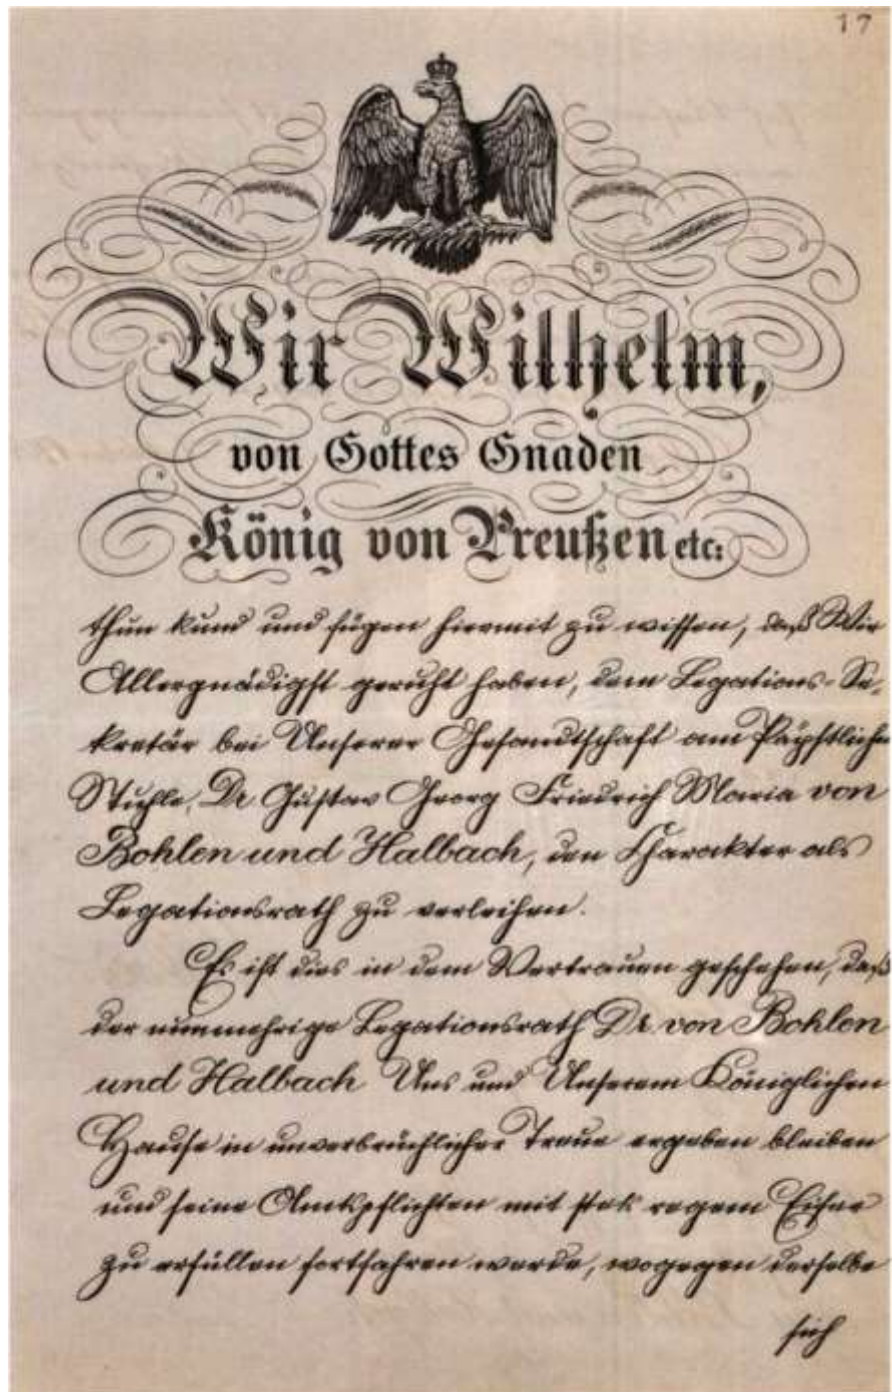 17
Wir Wilhelm,
von Gottes Gnaden
König von Preußen etc:
thun kund und fügen hiermit zu wissen, daß Wir
Allergnädigst geruht haben, dem Legations-Se-
kretär bei Unserer Gesandtschaft am Päpstlichen
Stuhle, Dr. Gustav Georg Friedrich Maria von
Bohlen und Halbach, den Charakter als
Legationsrath zu verleihen.
Es ist dies in dem Vertrauen geschehen, daß
der nunmehrige Legationsrath Dr. von Bohlen
und Halbach Uns und Unserem Königlichen
Hause in unverbrüchlicher Treue ergeben bleiben
und seine Amtspflichten mit stets regem Eifer
zu erfüllen fortfahren werde, wogegen derselbe
sich